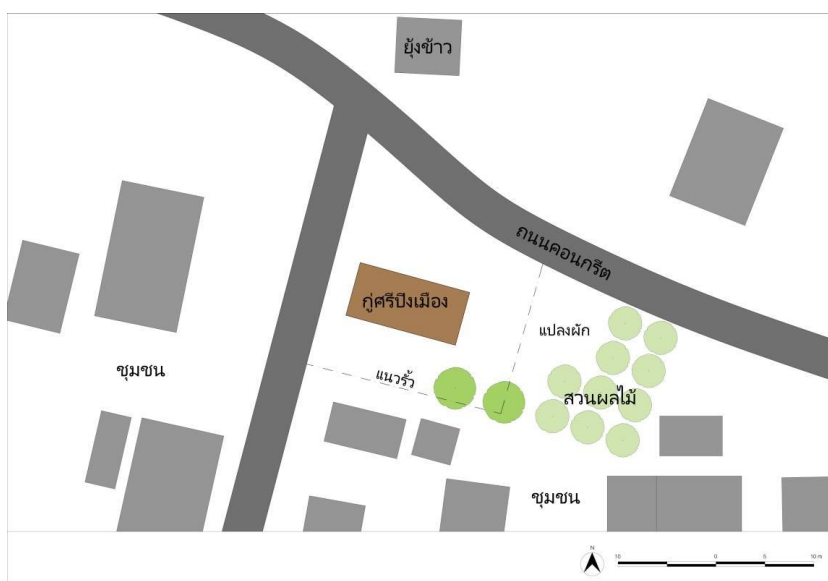 ยุ้งข้าว
ถนนคอนกรีต
กู่ศรีปิงเมือง
แปลงผัก
ชุมชน
แนวรั้ว
สวนผลไม้
ชุมชน
N
10 0 5 10 m